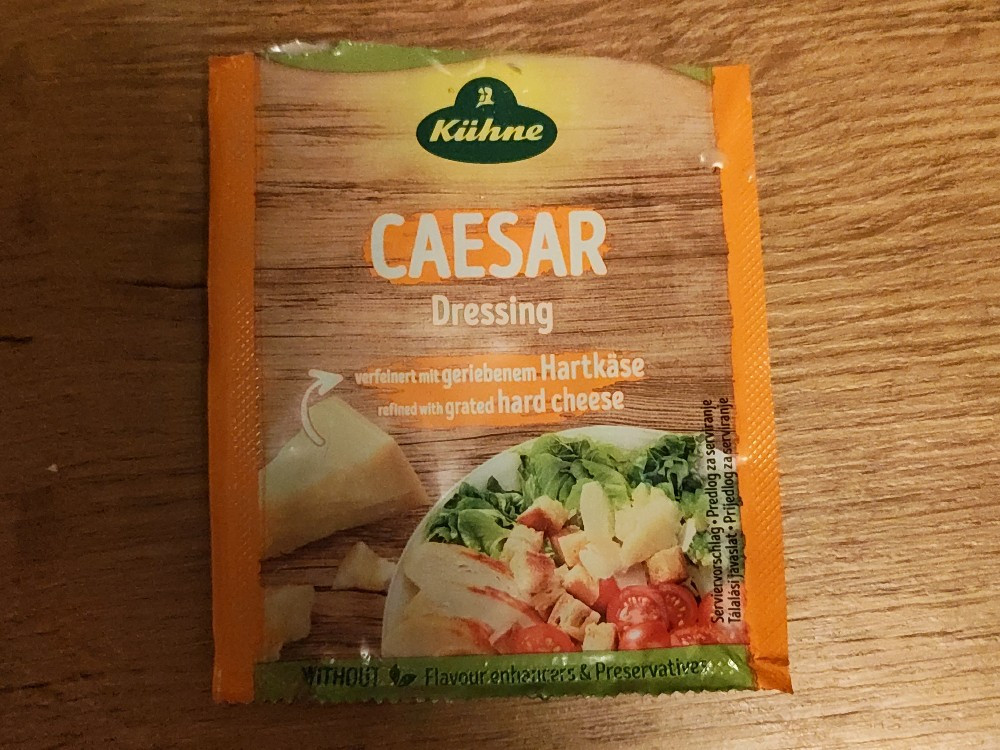 Kühne
CAESAR
Dressing
verfeinert mit geriebenem Hartkäse
refined with grated hard cheese
Serviervorschlag • Predlog za serviranje
Tálalási javaslat • Prijedlog za serviranje
WITHOUT Flavour enhancers & Preservatives